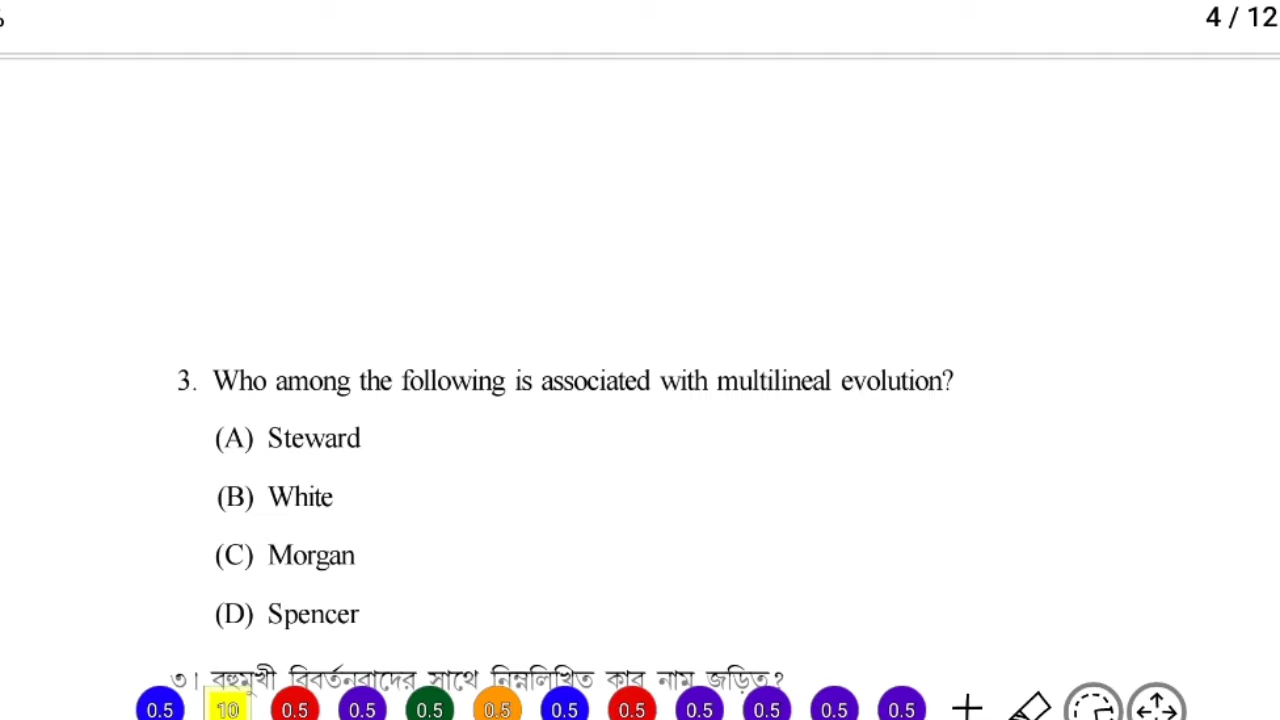 4 / 12
3. Who among the following is associated with multilineal evolution?
(A) Steward
(B) White
(C) Morgan
(D) Spencer
৩। বহুমুখী বিবর্তনবাদের সাথে নিম্নলিখিত কার নাম জড়িত?
0.5 10 0.5 0.5 0.5 0.5 0.5 0.5 0.5 0.5 0.5 0.5